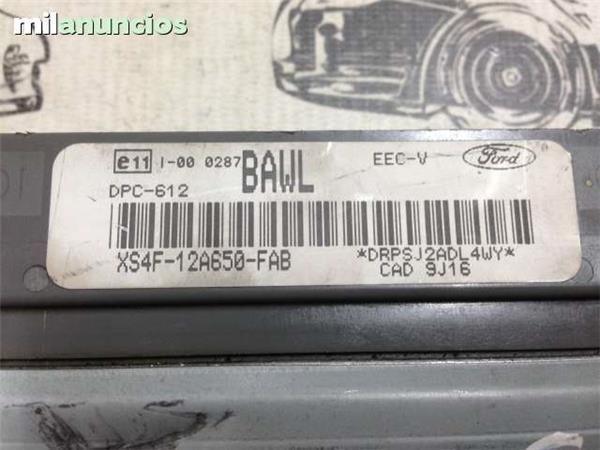 milanuncios
e11 I-00 0287 BAWL EEC-V Ford
DPC-612
XS4F-12A650-FAB *DRPSJ2ADL4WY*
CAD 9J16